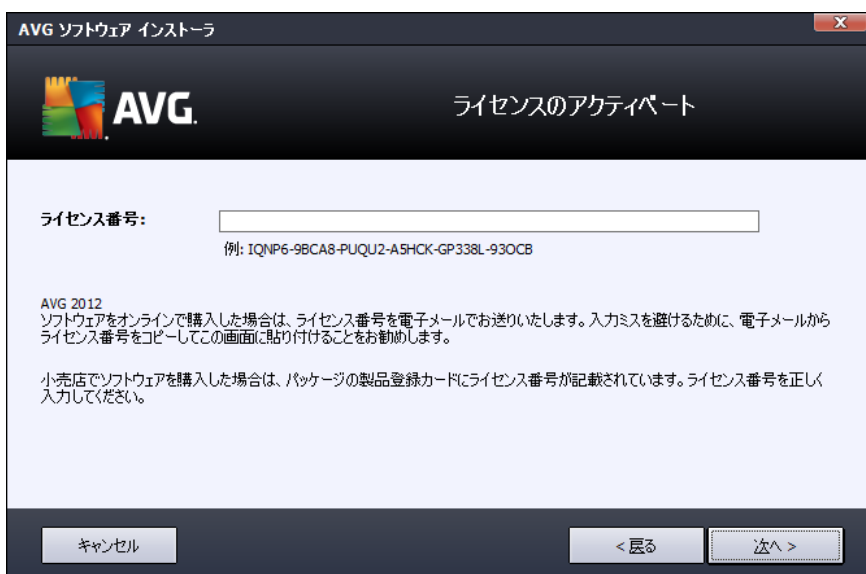 AVG ソフトウェア インストーラ
X
AVG.
ライセンスのアクティベート
ライセンス番号:
例: IQNP6-9BCA8-PUQU2-A5HCK-GP338L-93OCB
AVG 2012
ソフトウェアをオンラインで購入した場合は、ライセンス番号を電子メールでお送りいたします。入力ミスを避けるために、電子メールから
ライセンス番号をコピーしてこの画面に貼り付けることをお勧めします。
小売店でソフトウェアを購入した場合は、パッケージの製品登録カードにライセンス番号が記載されています。ライセンス番号を正しく
入力してください。
キャンセル
< 戻る
次へ >